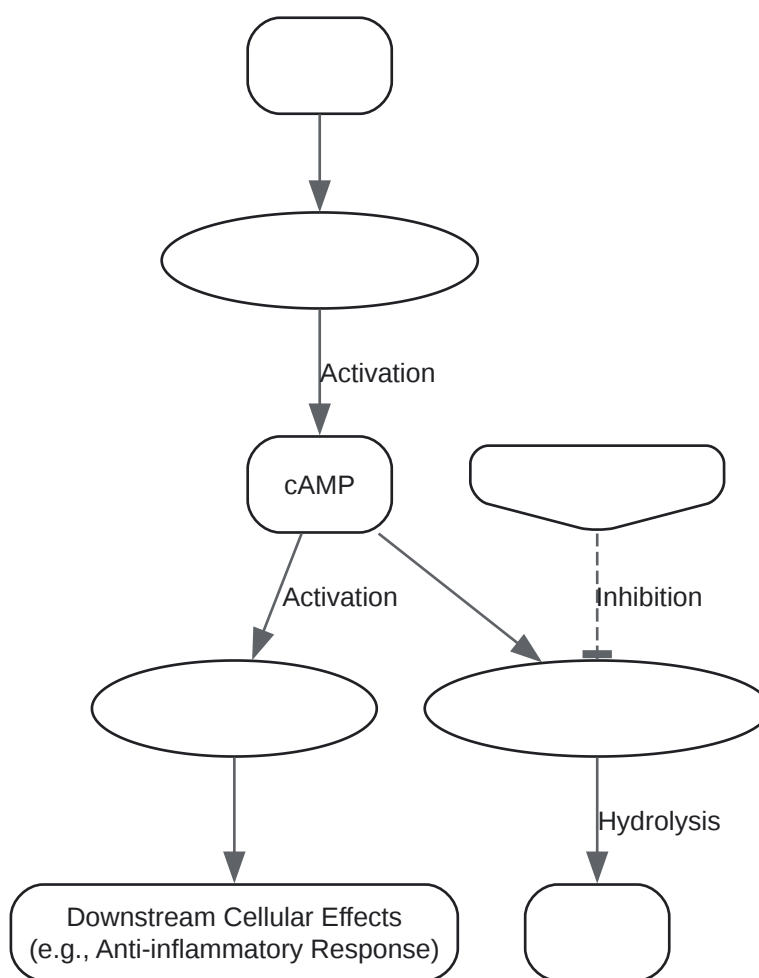 Activation
cAMP
Activation
Inhibition
Hydrolysis
Downstream Cellular Effects
(e.g., Anti-inflammatory Response)